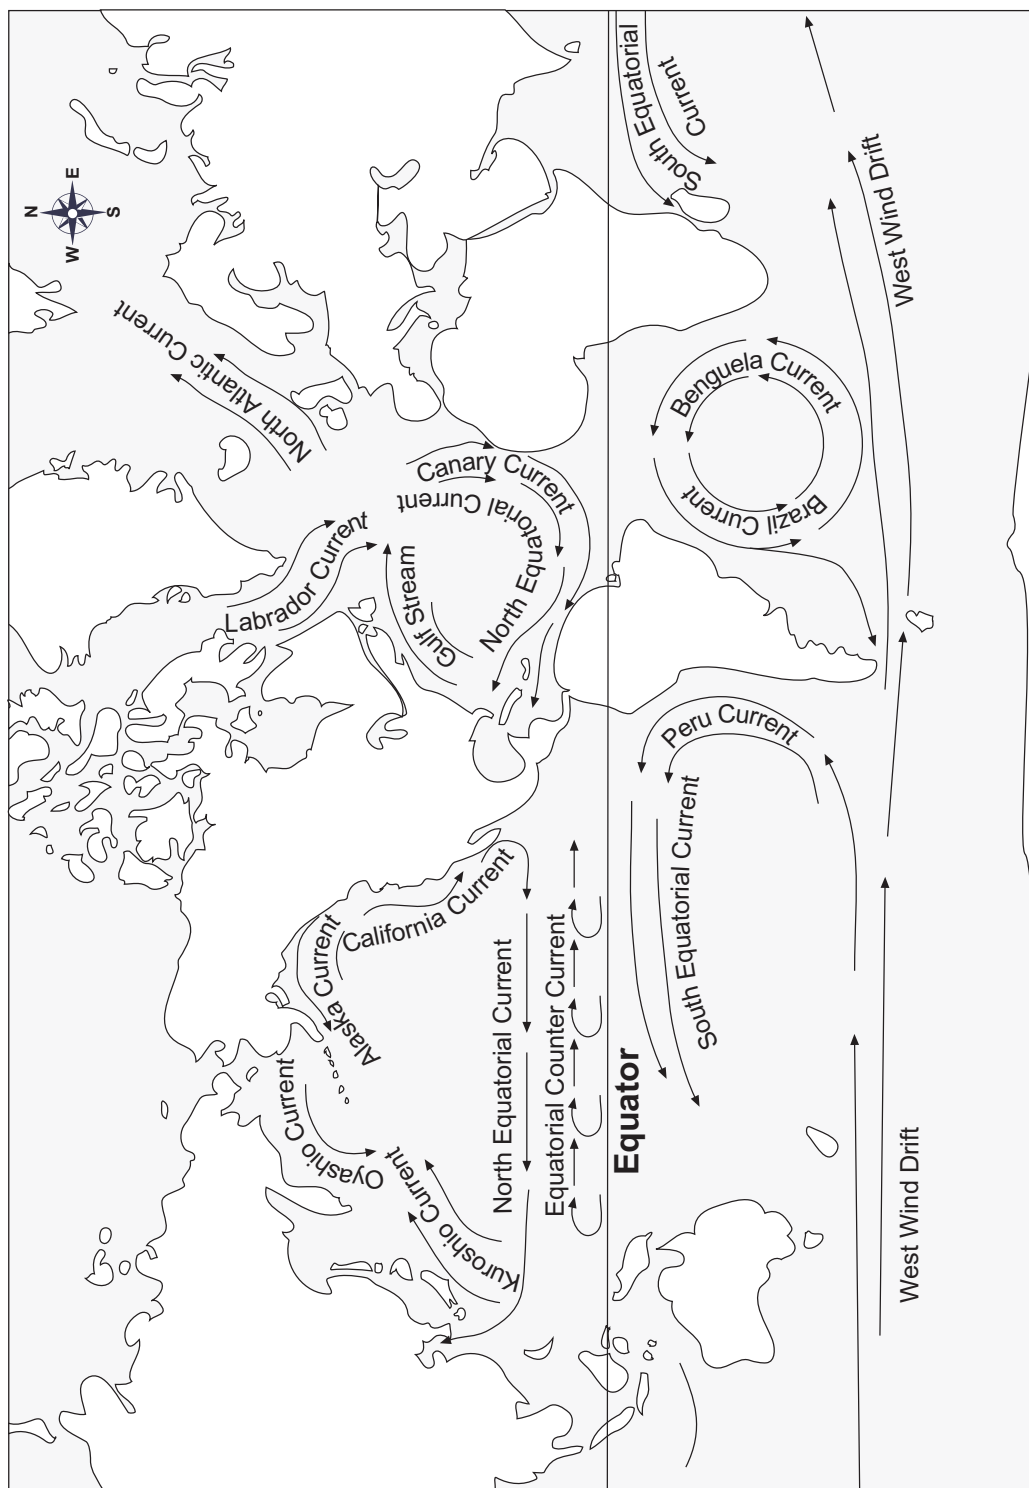 N
E
S
W
North Atlantic Current
Labrador Current
Gulf Stream
Canary Current
North Equatorial Current
Alaska Current
California Current
Oyashio Current
Kuroshio Current
North Equatorial Current
Equatorial Counter Current
Equator
South Equatorial Current
Peru Current
South Equatorial Current
Brazil Current
Benguela Current
West Wind Drift
West Wind Drift